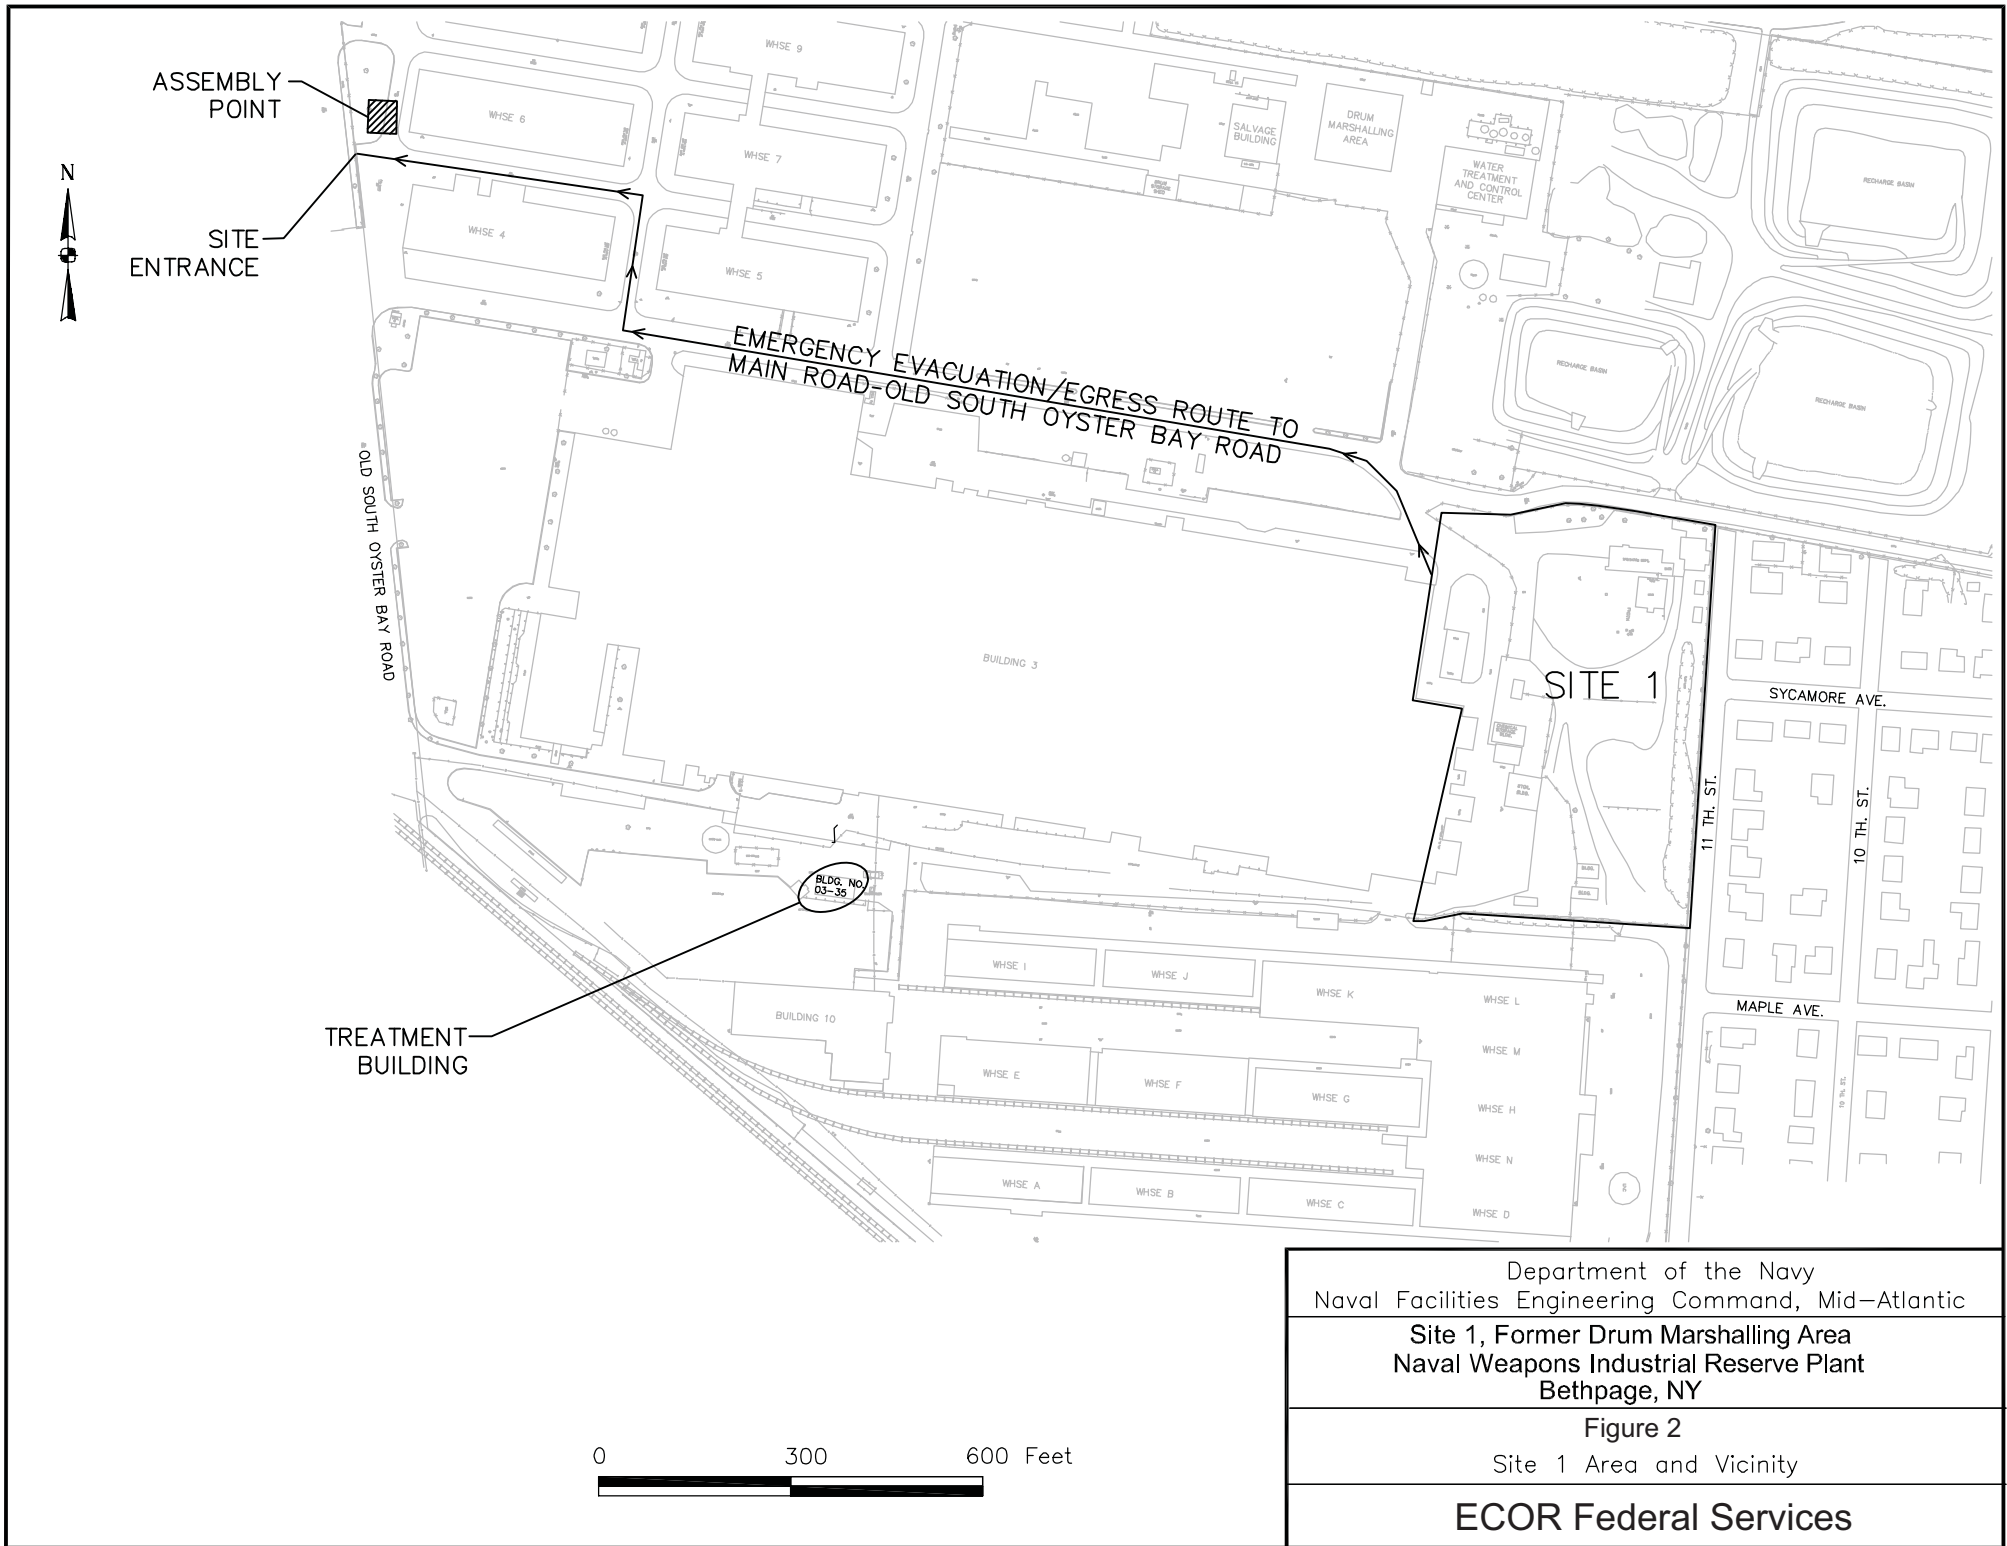 WHSE 9
ASSEMBLY
POINT
WHSE 6
WHSE 7
SALVAGE
BUILDING
DRUM
MARSHALLING
AREA
WATER
TREATMENT
AND CONTROL
CENTER
RECHARGE BASIN
N
SITE
ENTRANCE
WHSE 4
WHSE 5
EMERGENCY EVACUATION/EGRESS ROUTE TO
MAIN ROAD-OLD SOUTH OYSTER BAY ROAD
RECHARGE BASIN
RECHARGE BASIN
OLD SOUTH OYSTER BAY ROAD
BUILDING 3
SITE 1
SYCAMORE AVE.
11 TH. ST.
10 TH. ST.
BLDG. NO.
03-35
TREATMENT
BUILDING
WHSE I
WHSE J
WHSE K
WHSE L
MAPLE AVE.
BUILDING 10
WHSE M
WHSE E
WHSE F
WHSE G
WHSE H
10 TH. ST.
WHSE N
WHSE A
WHSE B
WHSE C
WHSE D
Department of the Navy
Naval Facilities Engineering Command, Mid-Atlantic
Site 1, Former Drum Marshalling Area
Naval Weapons Industrial Reserve Plant
Bethpage, NY
Figure 2
Site 1 Area and Vicinity
ECOR Federal Services
0 300 600 Feet